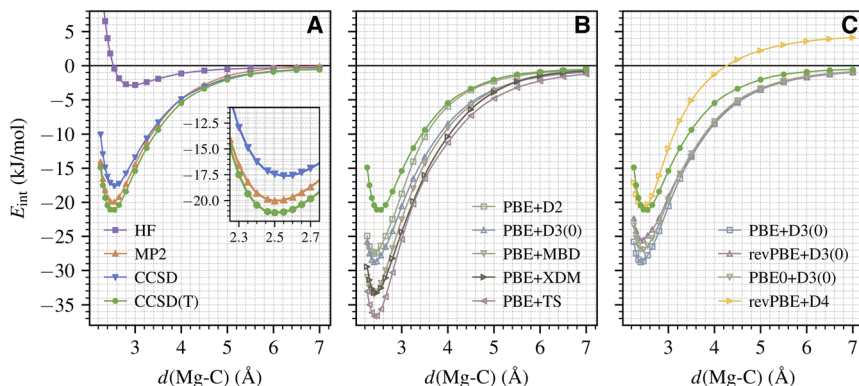 A
B
C
5
0
−5
−10
−15
−20
−25
−30
−35
E_int (kJ/mol)
−12.5
−15.0
−17.5
−20.0
2.3 2.5 2.7
HF
MP2
CCSD
CCSD(T)
PBE+D2
PBE+D3(0)
PBE+MBD
PBE+XDM
PBE+TS
PBE+D3(0)
revPBE+D3(0)
PBE0+D3(0)
revPBE+D4
3 4 5 6 7
3 4 5 6 7
3 4 5 6 7
d(Mg-C) (Å)
d(Mg-C) (Å)
d(Mg-C) (Å)